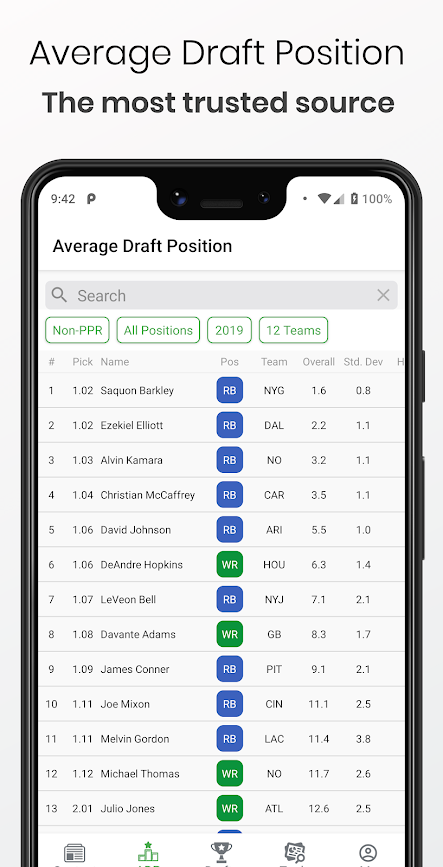 Average Draft Position
The most trusted source
9:42 100%
Average Draft Position
Search
Non-PPR All Positions 2019 12 Teams
# Pick Name Pos Team Overall Std. Dev H
1 1.02 Saquon Barkley RB NYG 1.6 0.8
2 1.02 Ezekiel Elliott RB DAL 2.2 1.1
3 1.03 Alvin Kamara RB NO 3.2 1.1
4 1.04 Christian McCaffrey RB CAR 3.5 1.1
5 1.06 David Johnson RB ARI 5.5 1.0
6 1.06 DeAndre Hopkins WR HOU 6.3 1.4
7 1.07 LeVeon Bell RB NYJ 7.1 2.1
8 1.08 Davante Adams WR GB 8.3 1.7
9 1.09 James Conner RB PIT 9.1 2.1
10 1.11 Joe Mixon RB CIN 11.1 2.5
11 1.11 Melvin Gordon RB LAC 11.4 3.8
12 1.12 Michael Thomas WR NO 11.7 2.6
13 2.01 Julio Jones WR ATL 12.6 2.5